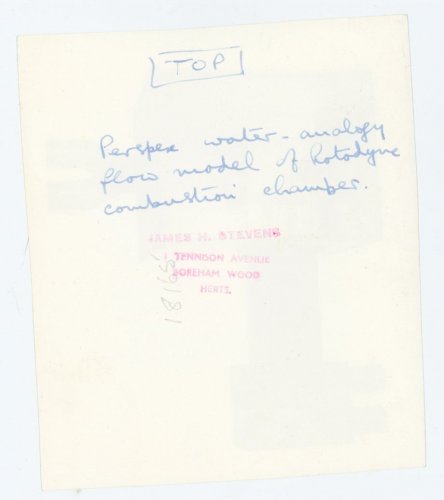 TOP
Perspex water-analogy
flow model of Rotodyne
combustion chamber.
JAMES H. STEVENS
1 TENNISON AVENUE
BOREHAM WOOD
HERTS.